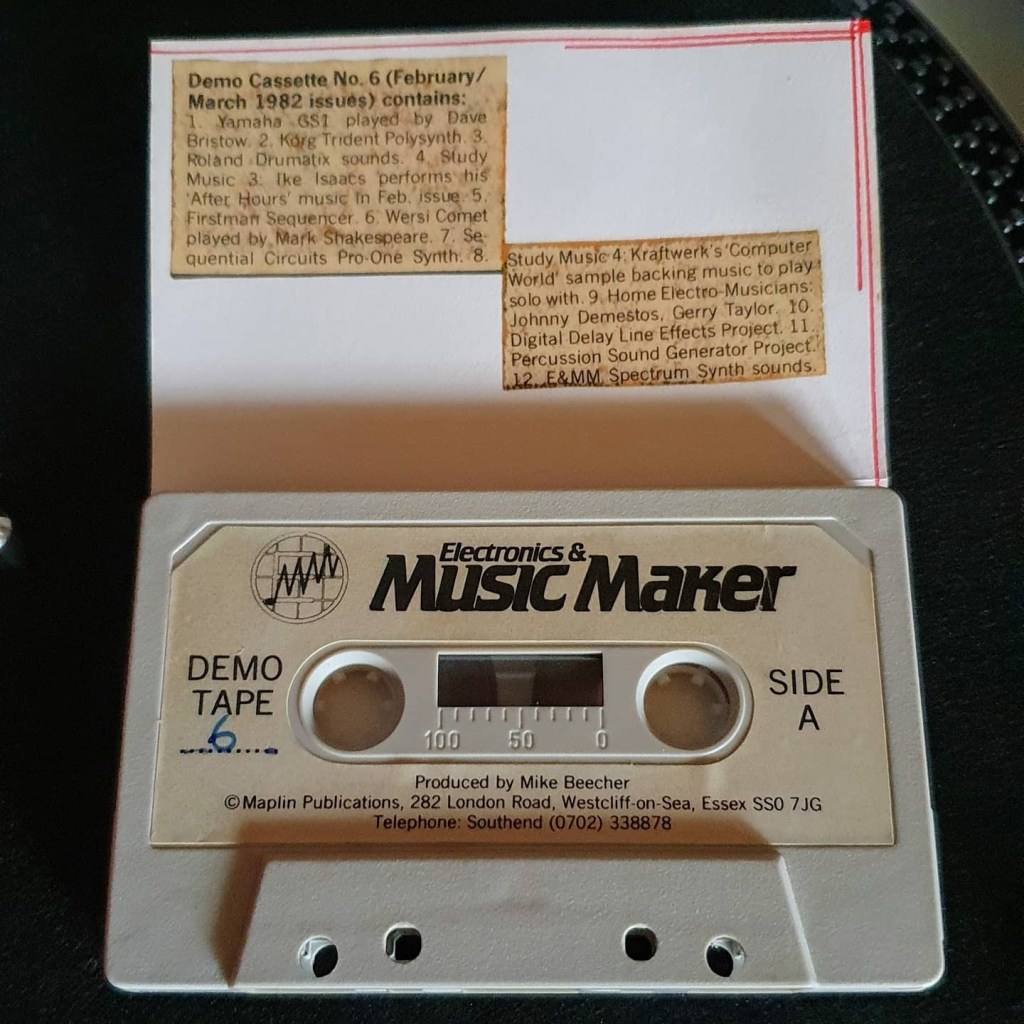 Demo Cassette No. 6 (February/
March 1982 issues) contains:
1. Yamaha GS1 played by Dave
Bristow. 2. Korg Trident Polysynth. 3.
Roland Drumatix sounds. 4. Study
Music 3: Ike Isaacs performs his
'After Hours' music in Feb. issue. 5.
Firstman Sequencer. 6. Wersi Comet
played by Mark Shakespeare. 7. Se-
quential Circuits Pro-One Synth. 8.
Study Music 4: Kraftwerk's 'Computer
World' sample backing music to play
solo with. 9. Home Electro-Musicians:
Johnny Demestos, Gerry Taylor. 10.
Digital Delay Line Effects Project. 11.
Percussion Sound Generator Project.
12. E&MM Spectrum Synth sounds.
Electronics &
Music Maker
DEMO
TAPE
6
SIDE
A
100 50 0
Produced by Mike Beecher
©Maplin Publications, 282 London Road, Westcliff-on-Sea, Essex SS0 7JG
Telephone: Southend (0702) 338878